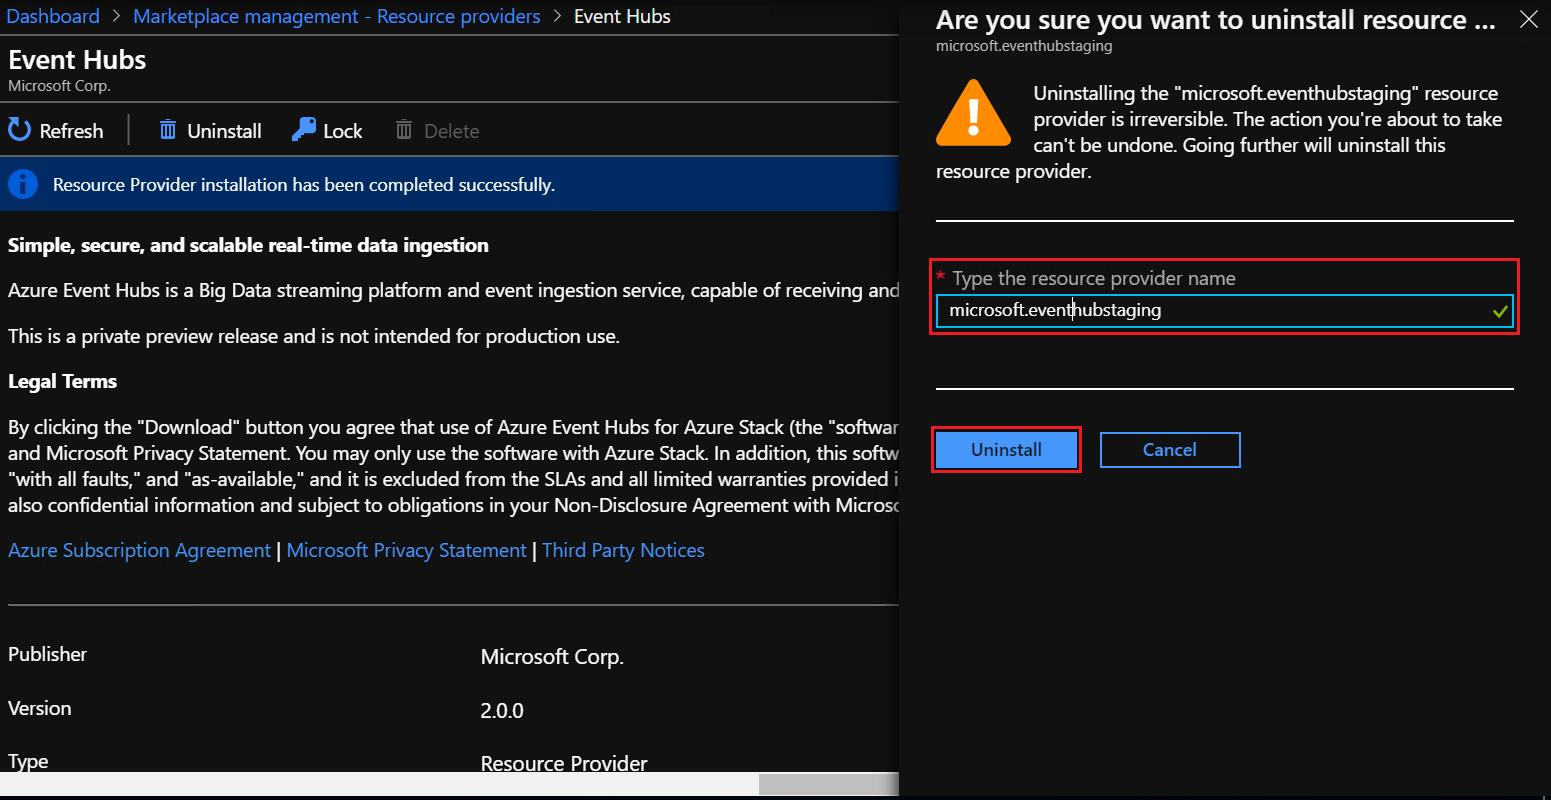 Dashboard > Marketplace management - Resource providers > Event Hubs
Event Hubs
Microsoft Corp.
Refresh Uninstall Lock Delete
Resource Provider installation has been completed successfully.
Simple, secure, and scalable real-time data ingestion
Azure Event Hubs is a Big Data streaming platform and event ingestion service, capable of receiving and
This is a private preview release and is not intended for production use.
Legal Terms
By clicking the "Download" button you agree that use of Azure Event Hubs for Azure Stack (the "softwar
and Microsoft Privacy Statement. You may only use the software with Azure Stack. In addition, this softw
"with all faults," and "as-available," and it is excluded from the SLAs and all limited warranties provided i
also confidential information and subject to obligations in your Non-Disclosure Agreement with Microso
Azure Subscription Agreement | Microsoft Privacy Statement | Third Party Notices
Publisher Microsoft Corp.
Version 2.0.0
Type Resource Provider
Are you sure you want to uninstall resource ...
microsoft.eventhubstaging
Uninstalling the "microsoft.eventhubstaging" resource
provider is irreversible. The action you're about to take
can't be undone. Going further will uninstall this
resource provider.
* Type the resource provider name
microsoft.eventhubstaging
Uninstall Cancel